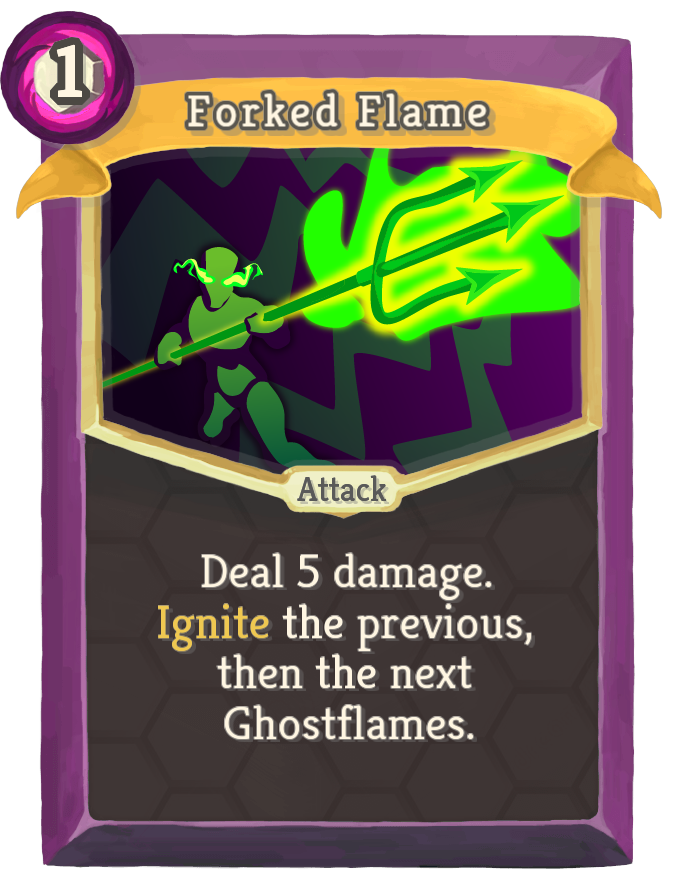 1
Forked Flame
Attack
Deal 5 damage.
Ignite the previous,
then the next
Ghostflames.